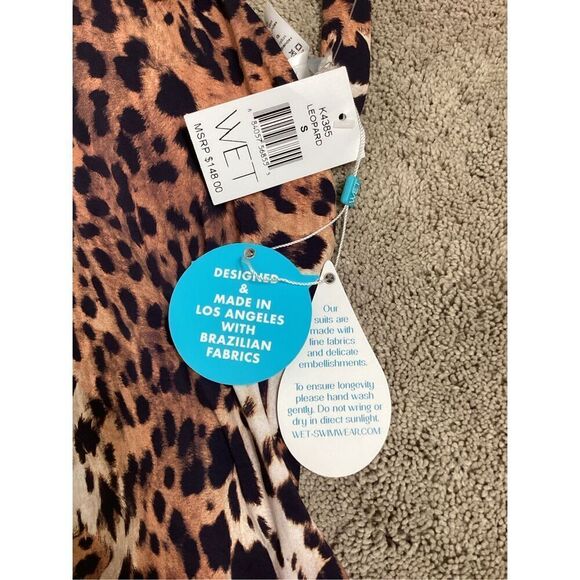 K4385
LEOPARD
S
WET
MSRP $148.00
WET
DESIGNED
&
MADE IN
LOS ANGELES
WITH
BRAZILIAN
FABRICS
Our
suits are
made with
fine fabrics
and delicate
embellishments.
To ensure longevity
please hand wash
gently. Do not wring or
dry in direct sunlight.
WET-SWIMWEAR.COM